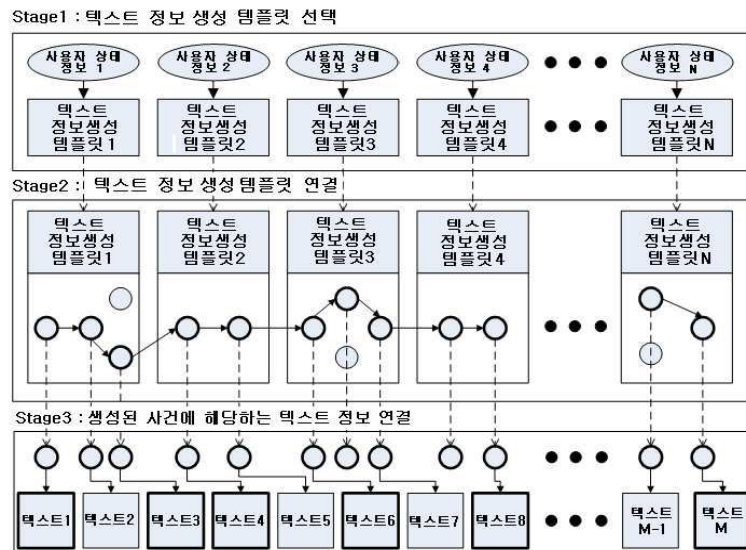 Stage1 : 텍스트 정보 생성 템플릿 선택
사용자 상태
정보 1
사용자 상태
정보 2
사용자 상태
정보 3
사용자 상태
정보 4
사용자 상태
정보 N
텍스트
정보생성
템플릿1
텍스트
정보생성
템플릿2
텍스트
정보생성
템플릿3
텍스트
정보생성
템플릿4
텍스트
정보생성
템플릿N
Stage2 : 텍스트 정보 생성 템플릿 연결
텍스트
정보생성
템플릿1
텍스트
정보생성
템플릿2
텍스트
정보생성
템플릿3
텍스트
정보생성
템플릿4
텍스트
정보생성
템플릿N
Stage3 : 생성된 사건에 해당하는 텍스트 정보 연결
텍스트1
텍스트2
텍스트3
텍스트4
텍스트5
텍스트6
텍스트7
텍스트8
텍스트
M-1
텍스트
M